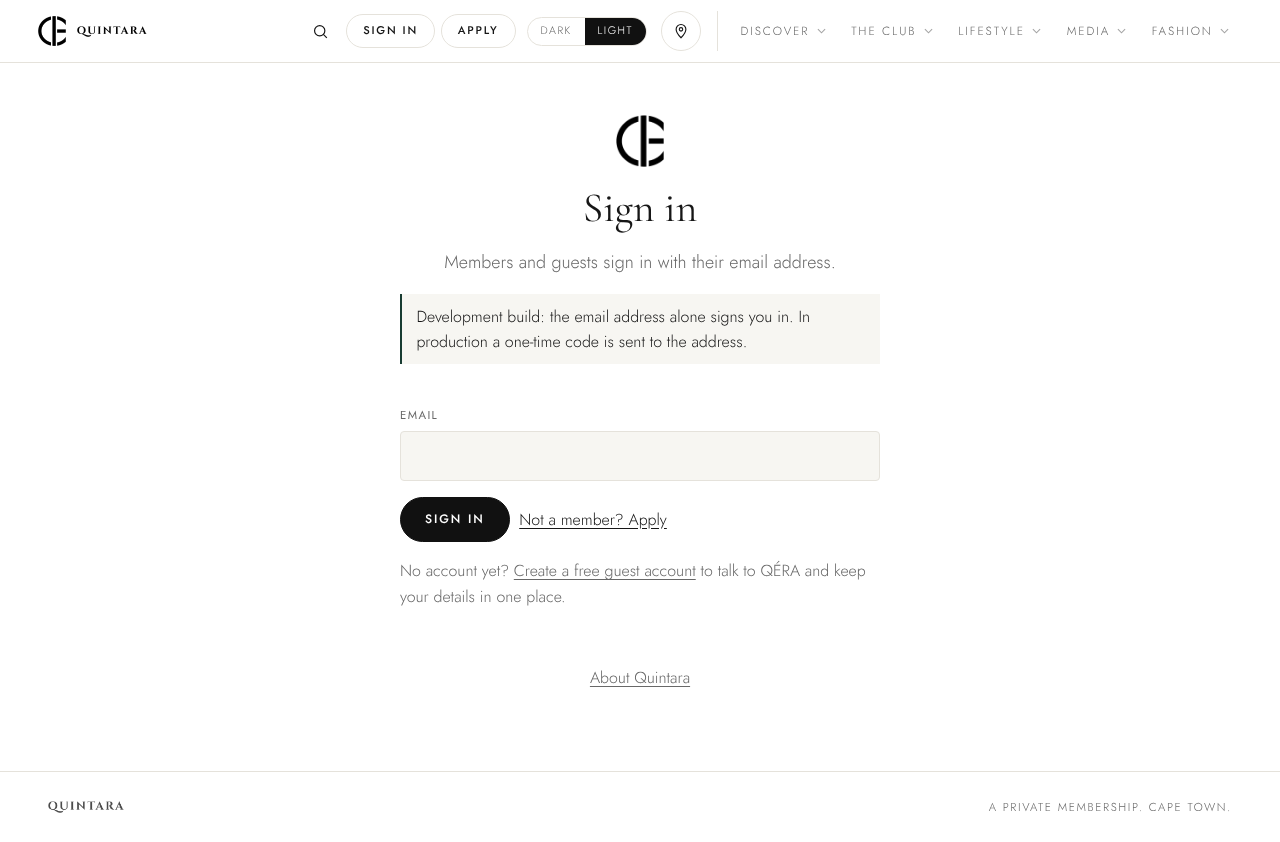 QUINTARA
SIGN IN
APPLY
DARK
LIGHT
DISCOVER
THE CLUB
LIFESTYLE
MEDIA
FASHION
Sign in
Members and guests sign in with their email address.
Development build: the email address alone signs you in. In
production a one-time code is sent to the address.
EMAIL
SIGN IN
Not a member? Apply
No account yet? Create a free guest account to talk to QÉRA and keep
your details in one place.
About Quintara
QUINTARA
A PRIVATE MEMBERSHIP. CAPE TOWN.